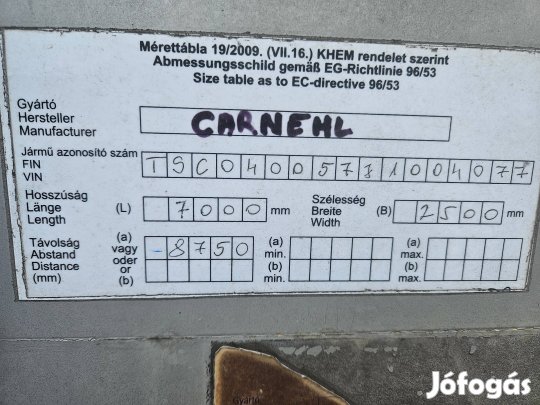 Mérettábla 19/2009. (VII.16.) KHEM rendelet szerint
Abmessungsschild gemäß EG-Richtlinie 96/53
Size table as to EC-directive 96/53
Gyártó
Hersteller
Manufacturer
CARNEHL
Jármű azonosító szám
FIN
VIN
TSC0400571004077
Hosszúság
Länge
Length
(L) 7000 mm
Szélesség
Breite
Width
(B) 2500 mm
Távolság
Abstand
Distance
(mm)
(a)
vagy
oder
or
(b)
-8750
(a)
min.
(b)
min.
(a)
max.
(b)
max.
Gyártó
Jófogás